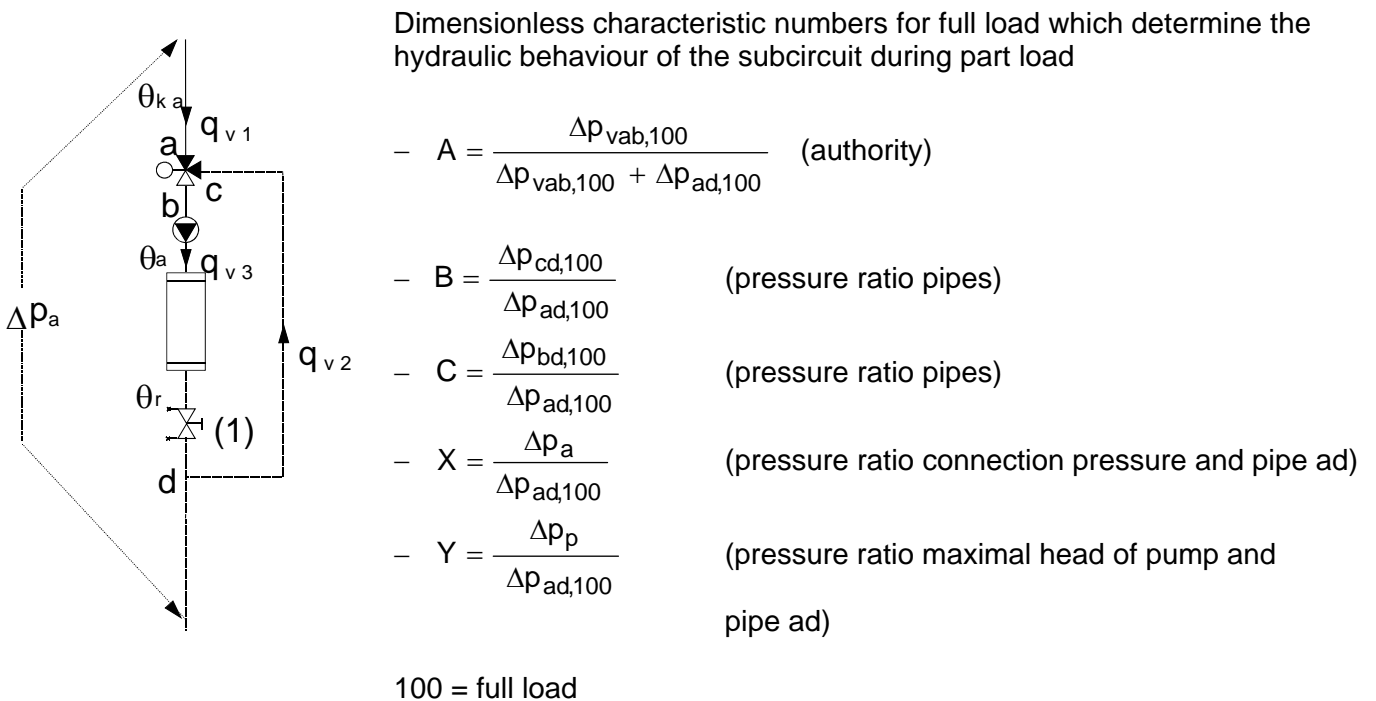 Dimensionless characteristic numbers for full load which determine the
hydraulic behaviour of the subcircuit during part load
θk a
q v 1
a
c
b
θa
q v 3
Δpa
q v 2
θr
(1)
d
– A = Δpvab,100 / (Δpvab,100 + Δpad,100) (authority)
– B = Δpcd,100 / Δpad,100 (pressure ratio pipes)
– C = Δpbd,100 / Δpad,100 (pressure ratio pipes)
– X = Δpa / Δpad,100 (pressure ratio connection pressure and pipe ad)
– Y = Δpp / Δpad,100 (pressure ratio maximal head of pump and
pipe ad)
100 = full load